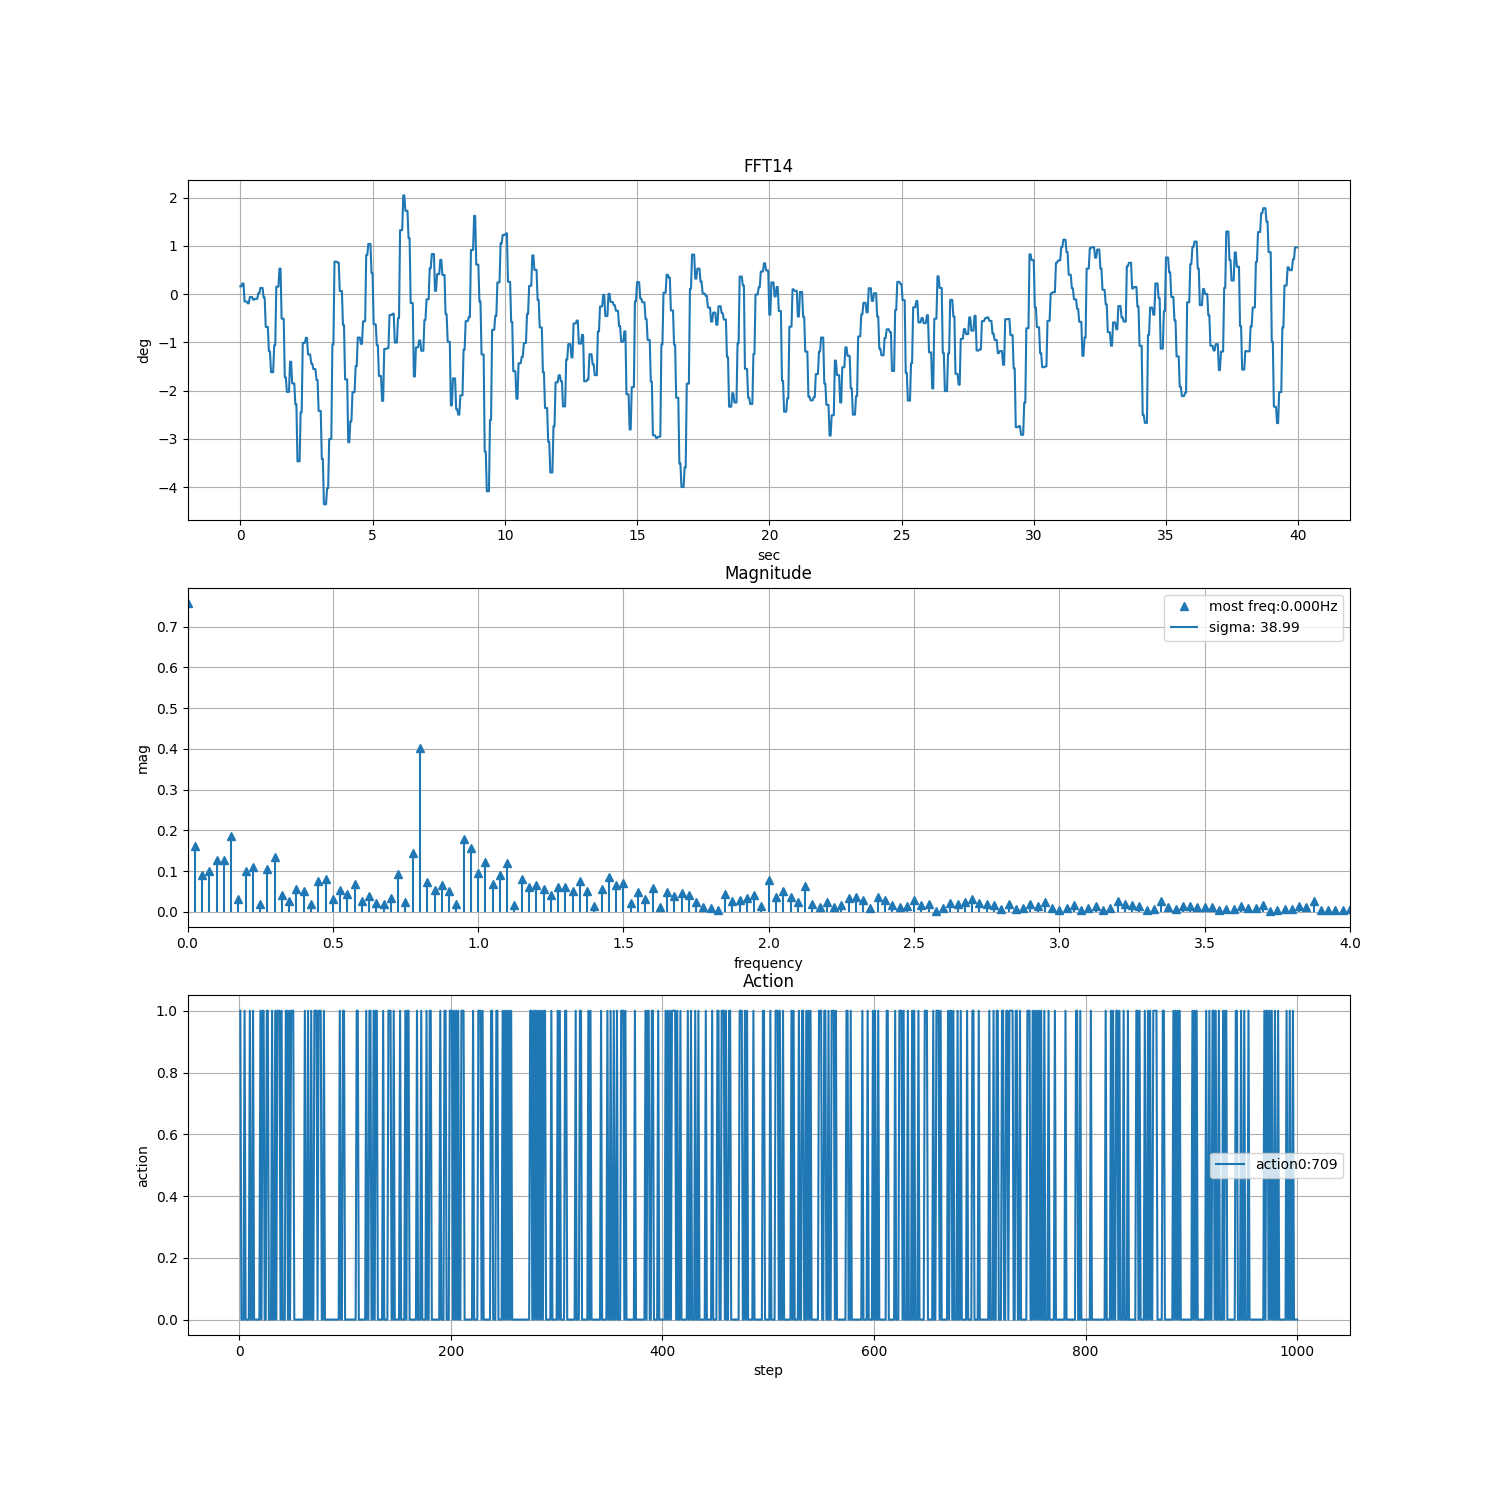 FFT14
2
1
0
−1
−2
−3
−4
deg
0 5 10 15 20 25 30 35 40
sec
Magnitude
most freq:0.000Hz
sigma: 38.99
0.7
0.6
0.5
0.4
0.3
0.2
0.1
0.0
mag
0.0 0.5 1.0 1.5 2.0 2.5 3.0 3.5 4.0
frequency
Action
1.0
0.8
0.6
0.4
0.2
0.0
action
action0:709
0 200 400 600 800 1000
step